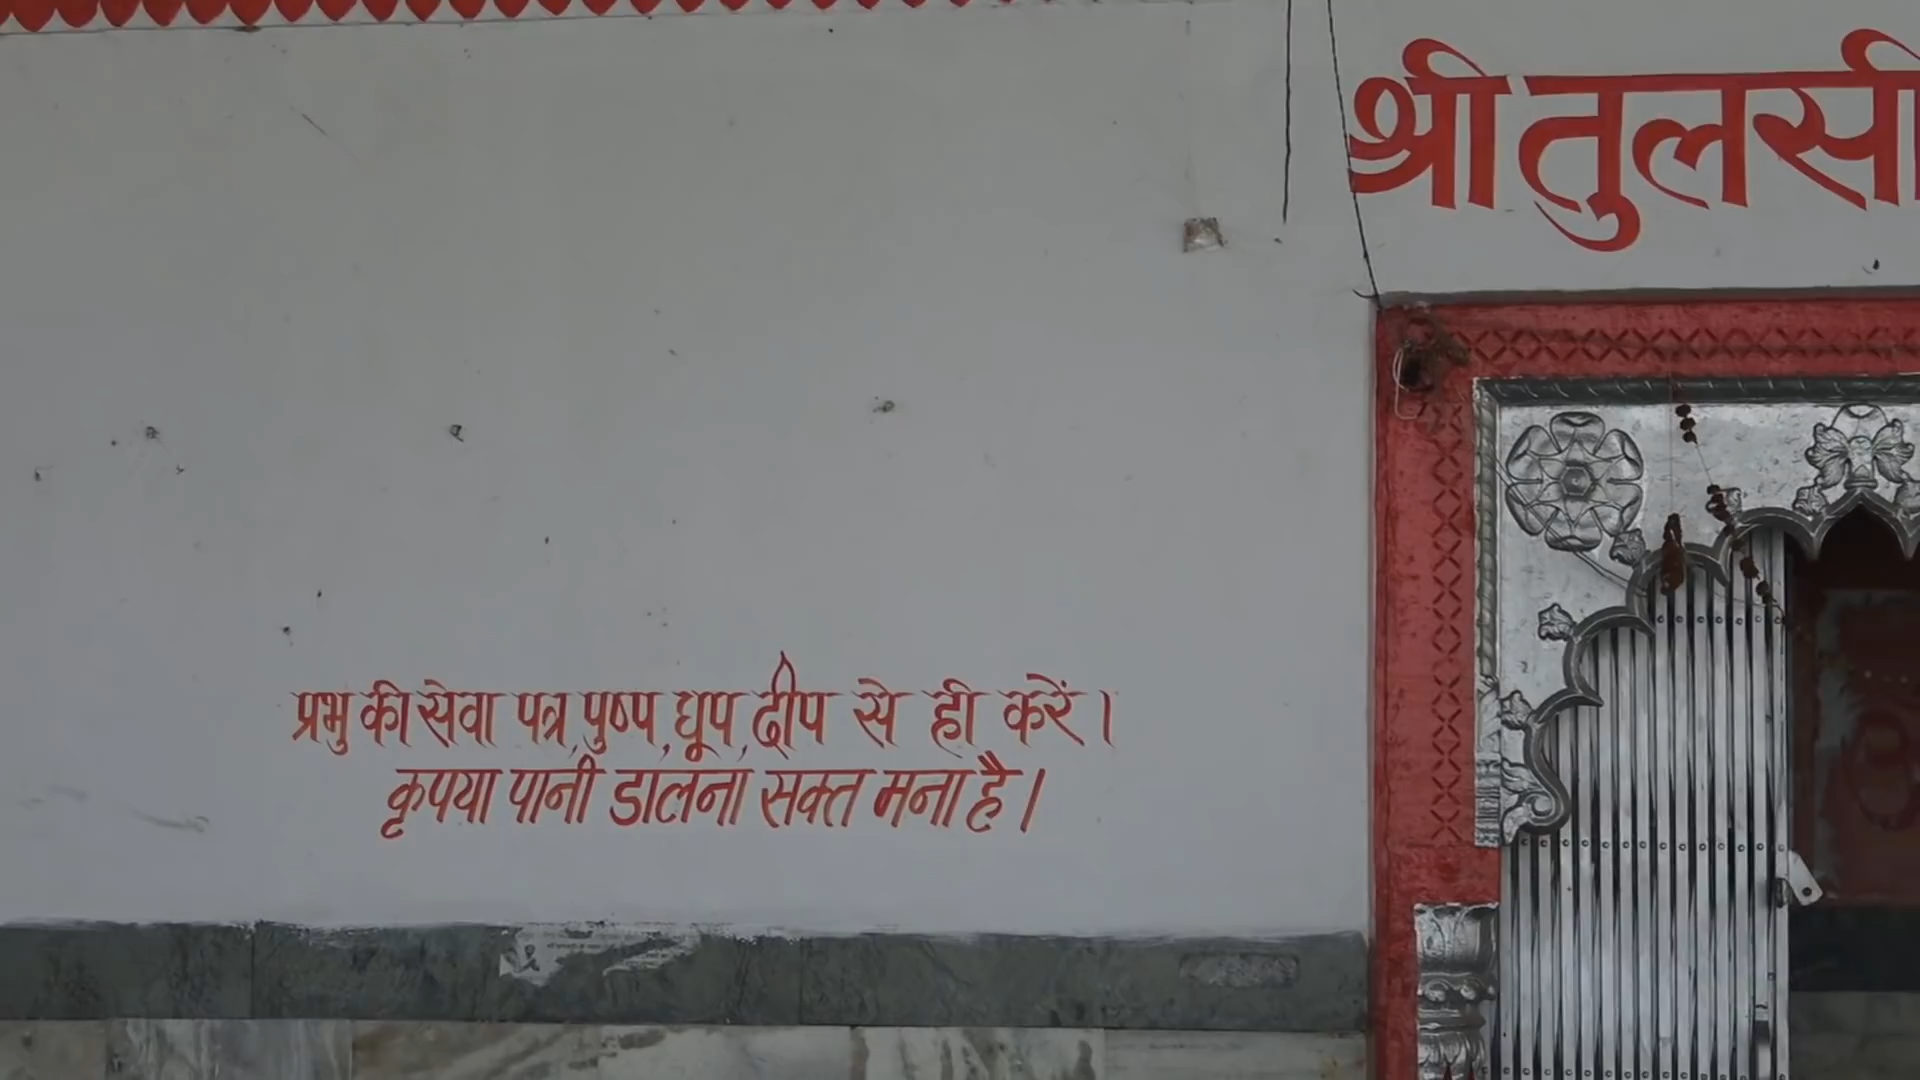 श्री तुलसी
प्रभु की सेवा पत्र, पुष्प, धूप, दीप से ही करें।
कृपया पानी डालना सक्त मना है।